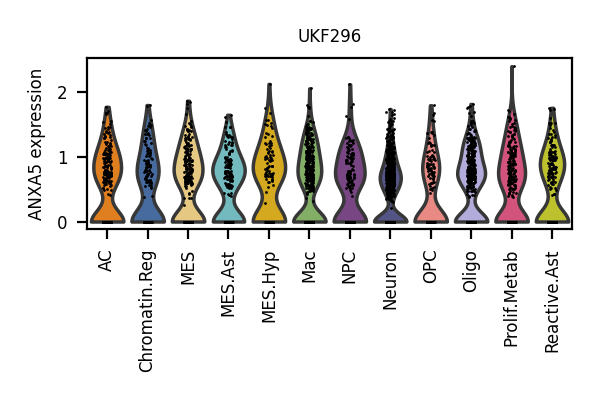 UKF296
ANXA5 expression
2
1
0
AC
Chromatin.Reg
MES
MES.Ast
MES.Hyp
Mac
NPC
Neuron
OPC
Oligo
Prolif.Metab
Reactive.Ast